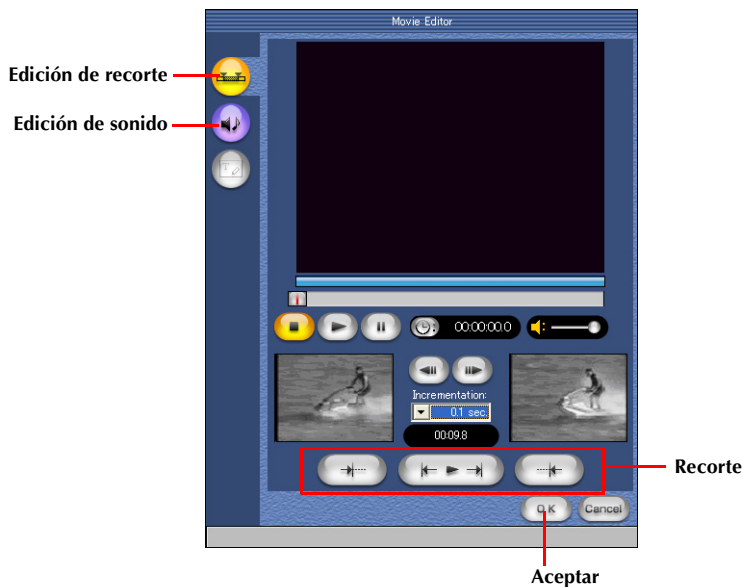 Movie Editor
Edición de recorte
Edición de sonido
T
00:00:00.0
Incrementation:
0.1 sec.
00:09.8
Recorte
OK
Cancel
Aceptar